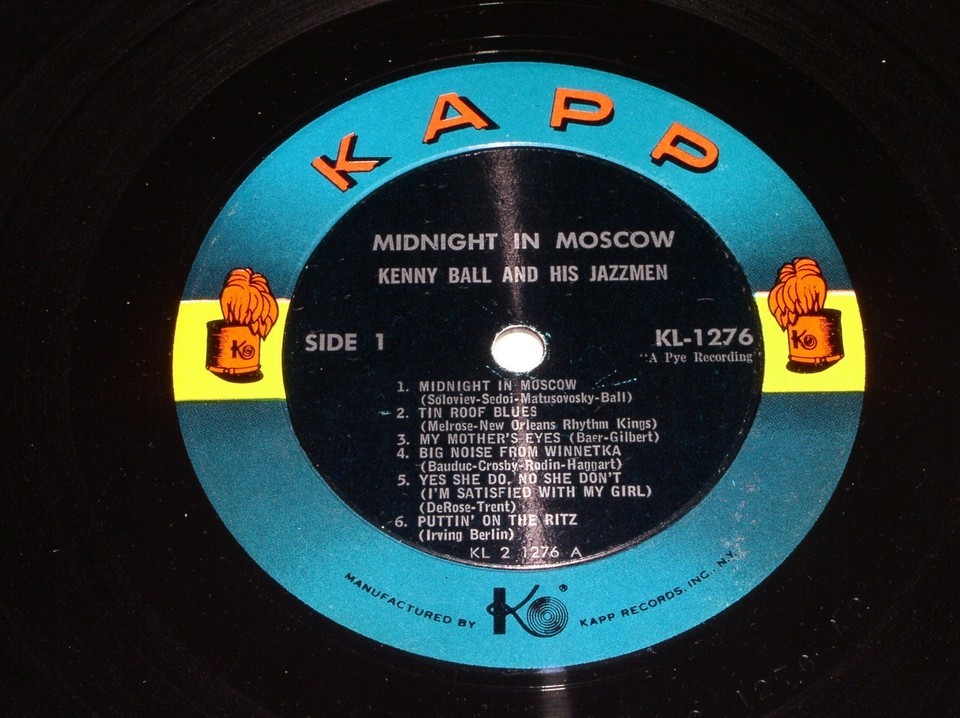 KAPP
MIDNIGHT IN MOSCOW
KENNY BALL AND HIS JAZZMEN
SIDE 1
KL-1276
"A Pye Recording"
1. MIDNIGHT IN MOSCOW
(Soloviev-Sedoi-Matusovosky-Ball)
2. TIN ROOF BLUES
(Melrose-New Orleans Rhythm Kings)
3. MY MOTHER'S EYES (Baer-Gilbert)
4. BIG NOISE FROM WINNETKA
(Bauduc-Crosby-Rodin-Haggart)
5. YES SHE DO, NO SHE DON'T
(I'M SATISFIED WITH MY GIRL)
(DeRose-Trent)
6. PUTTIN' ON THE RITZ
(Irving Berlin)
KL 2 1276 A
K
K
MANUFACTURED BY K ® KAPP RECORDS, INC., N.Y.